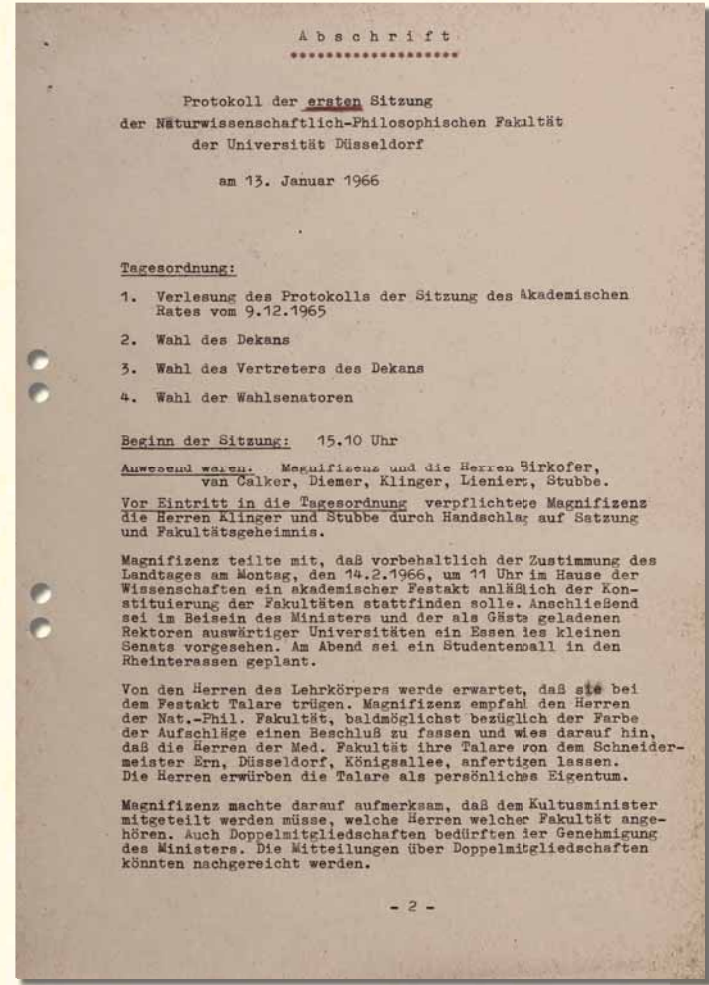 A b s c h r i f t
Protokoll der ersten Sitzung
der Naturwissenschaftlich-Philosophischen Fakultät
der Universität Düsseldorf
am 13. Januar 1966
Tagesordnung:
1. Verlesung des Protokolls der Sitzung des Akademischen
Rates vom 9.12.1965
2. Wahl des Dekans
3. Wahl des Vertreters des Dekans
4. Wahl der Wahlsenatoren
Beginn der Sitzung: 15.10 Uhr
Anwesend waren: Magnifizenz und die Herren Birkofer,
van Calker, Diemer, Klinger, Lienert, Stubbe.
Vor Eintritt in die Tagesordnung verpflichtete Magnifizenz
die Herren Klinger und Stubbe durch Handschlag auf Satzung
und Fakultätsgeheimnis.
Magnifizenz teilte mit, daß vorbehaltlich der Zustimmung des
Landtages am Montag, den 14.2.1966, um 11 Uhr im Hause der
Wissenschaften ein akademischer Festakt anläßlich der Kon-
stituierung der Fakultäten stattfinden solle. Anschließend
sei im Beisein des Ministers und der als Gäste geladenen
Rektoren auswärtiger Universitäten ein Essen des kleinen
Senats vorgesehen. Am Abend sei ein Studentenball in den
Rheinterassen geplant.
Von den Herren des Lehrkörpers werde erwartet, daß sie bei
dem Festakt Talare trügen. Magnifizenz empfahl den Herren
der Nat.-Phil. Fakultät, baldmöglichst bezüglich der Farbe
der Aufschläge einen Beschluß zu fassen und wies darauf hin,
daß die Herren der Med. Fakultät ihre Talare von dem Schneider-
meister Ern, Düsseldorf, Königsallee, anfertigen lassen.
Die Herren erwürben die Talare als persönliches Eigentum.
Magnifizenz machte darauf aufmerksam, daß dem Kultusminister
mitgeteilt werden müsse, welche Herren welcher Fakultät ange-
hören. Auch Doppelmitgliedschaften bedürften der Genehmigung
des Ministers. Die Mitteilungen über Doppelmitgliedschaften
könnten nachgereicht werden.
- 2 -